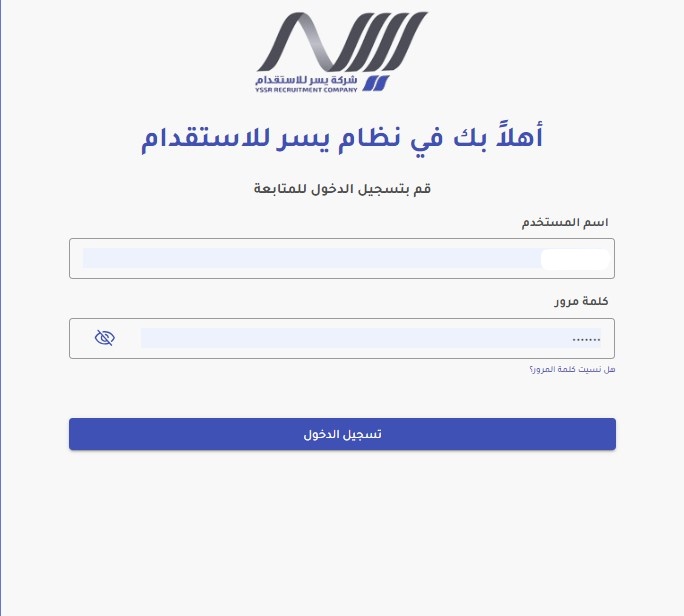 شركة يسر للاستقدام
YSSR RECRUITMENT COMPANY
أهلاً بك في نظام يسر للاستقدام
قم بتسجيل الدخول للمتابعة
اسم المستخدم
كلمة مرور
•••••••
هل نسيت كلمة المرور؟
تسجيل الدخول